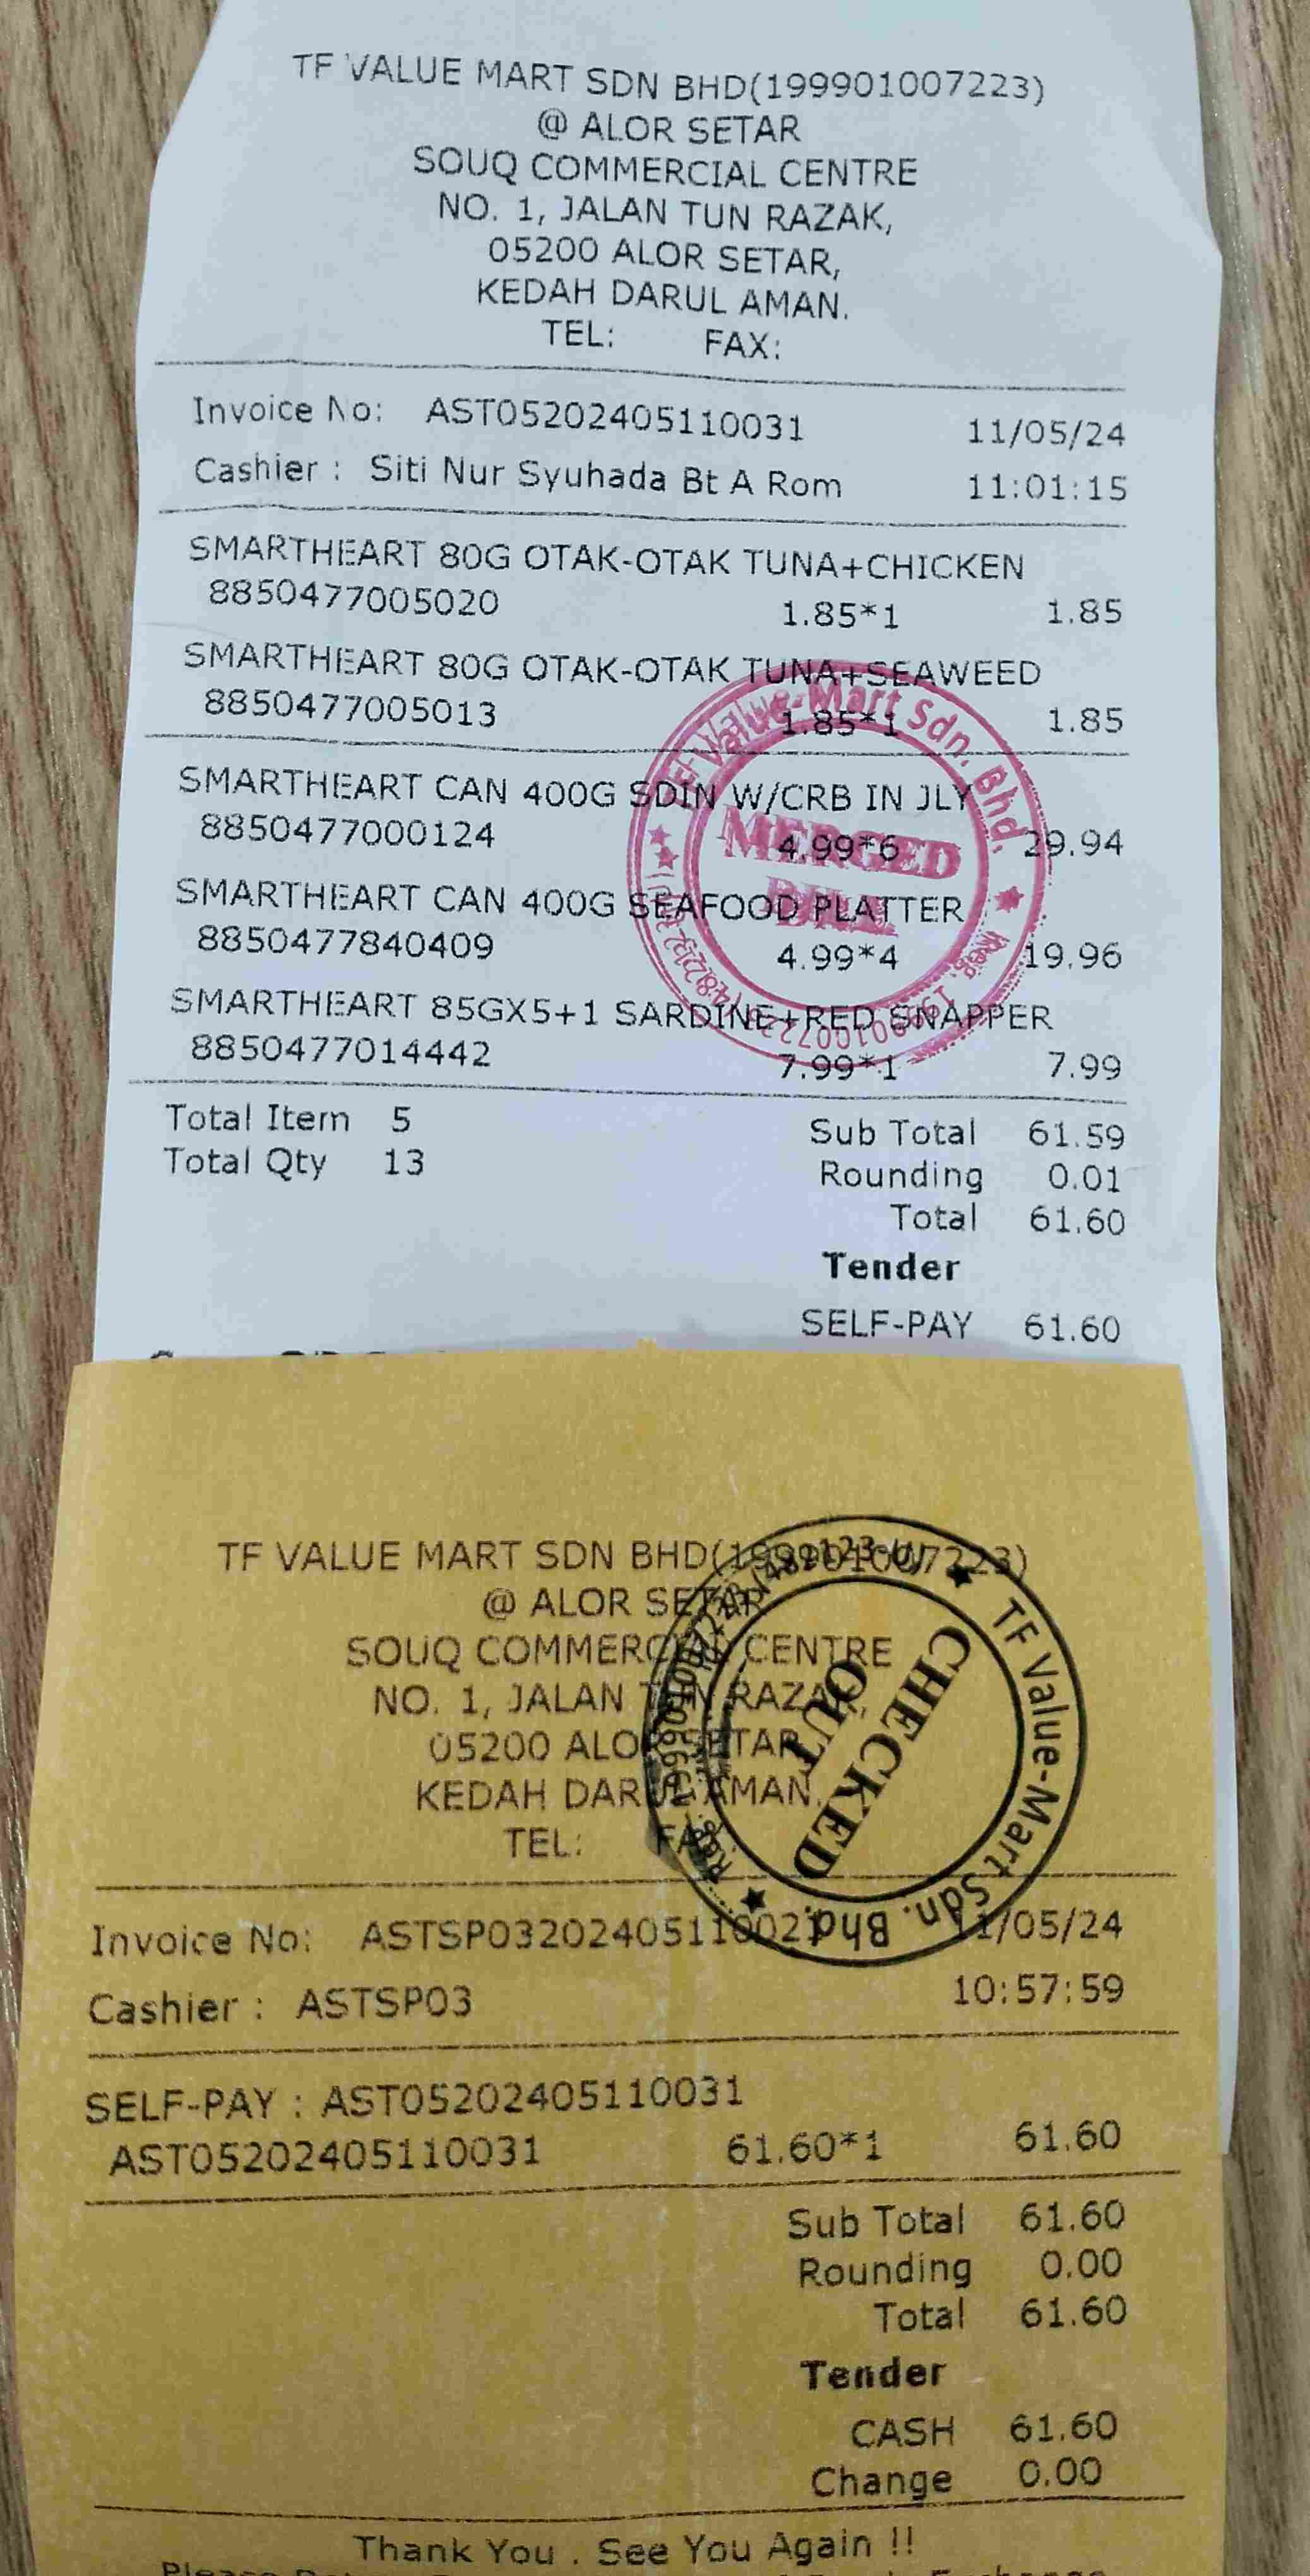 TF VALUE MART SDN BHD(199901007223)
@ ALOR SETAR
SOUQ COMMERCIAL CENTRE
NO. 1, JALAN TUN RAZAK,
05200 ALOR SETAR,
KEDAH DARUL AMAN.
TEL: FAX:
Invoice No: AST05202405110031 11/05/24
Cashier : Siti Nur Syuhada Bt A Rom 11:01:15
SMARTHEART 80G OTAK-OTAK TUNA+CHICKEN
8850477005020 1.85*1 1.85
SMARTHEART 80G OTAK-OTAK TUNA+SEAWEED
8850477005013 1.85*1 1.85
SMARTHEART CAN 400G SDIN W/CRB IN JLY
8850477000124 4.99*6 29.94
SMARTHEART CAN 400G SEAFOOD PLATTER
8850477840409 4.99*4 19.96
SMARTHEART 85GX5+1 SARDINE+RED SNAPPER
8850477014442 7.99*1 7.99
TF Value-Mart Sdn. Bhd.
MERGED
BILL
Total Item 5 Sub Total 61.59
Total Qty 13 Rounding 0.01
Total 61.60
Tender
SELF-PAY 61.60
TF VALUE MART SDN BHD(199901007223)
@ ALOR SETAR
SOUQ COMMERCIAL CENTRE
NO. 1, JALAN TUN RAZAK,
05200 ALOR SETAR,
KEDAH DARUL AMAN.
TEL: FAX:
TF Value-Mart Sdn. Bhd.
CHECKED
OUT
Invoice No: ASTSP03202405110021 11/05/24
Cashier : ASTSP03 10:57:59
SELF-PAY : AST05202405110031
AST05202405110031 61.60*1 61.60
Sub Total 61.60
Rounding 0.00
Total 61.60
Tender
CASH 61.60
Change 0.00
Thank You . See You Again !!